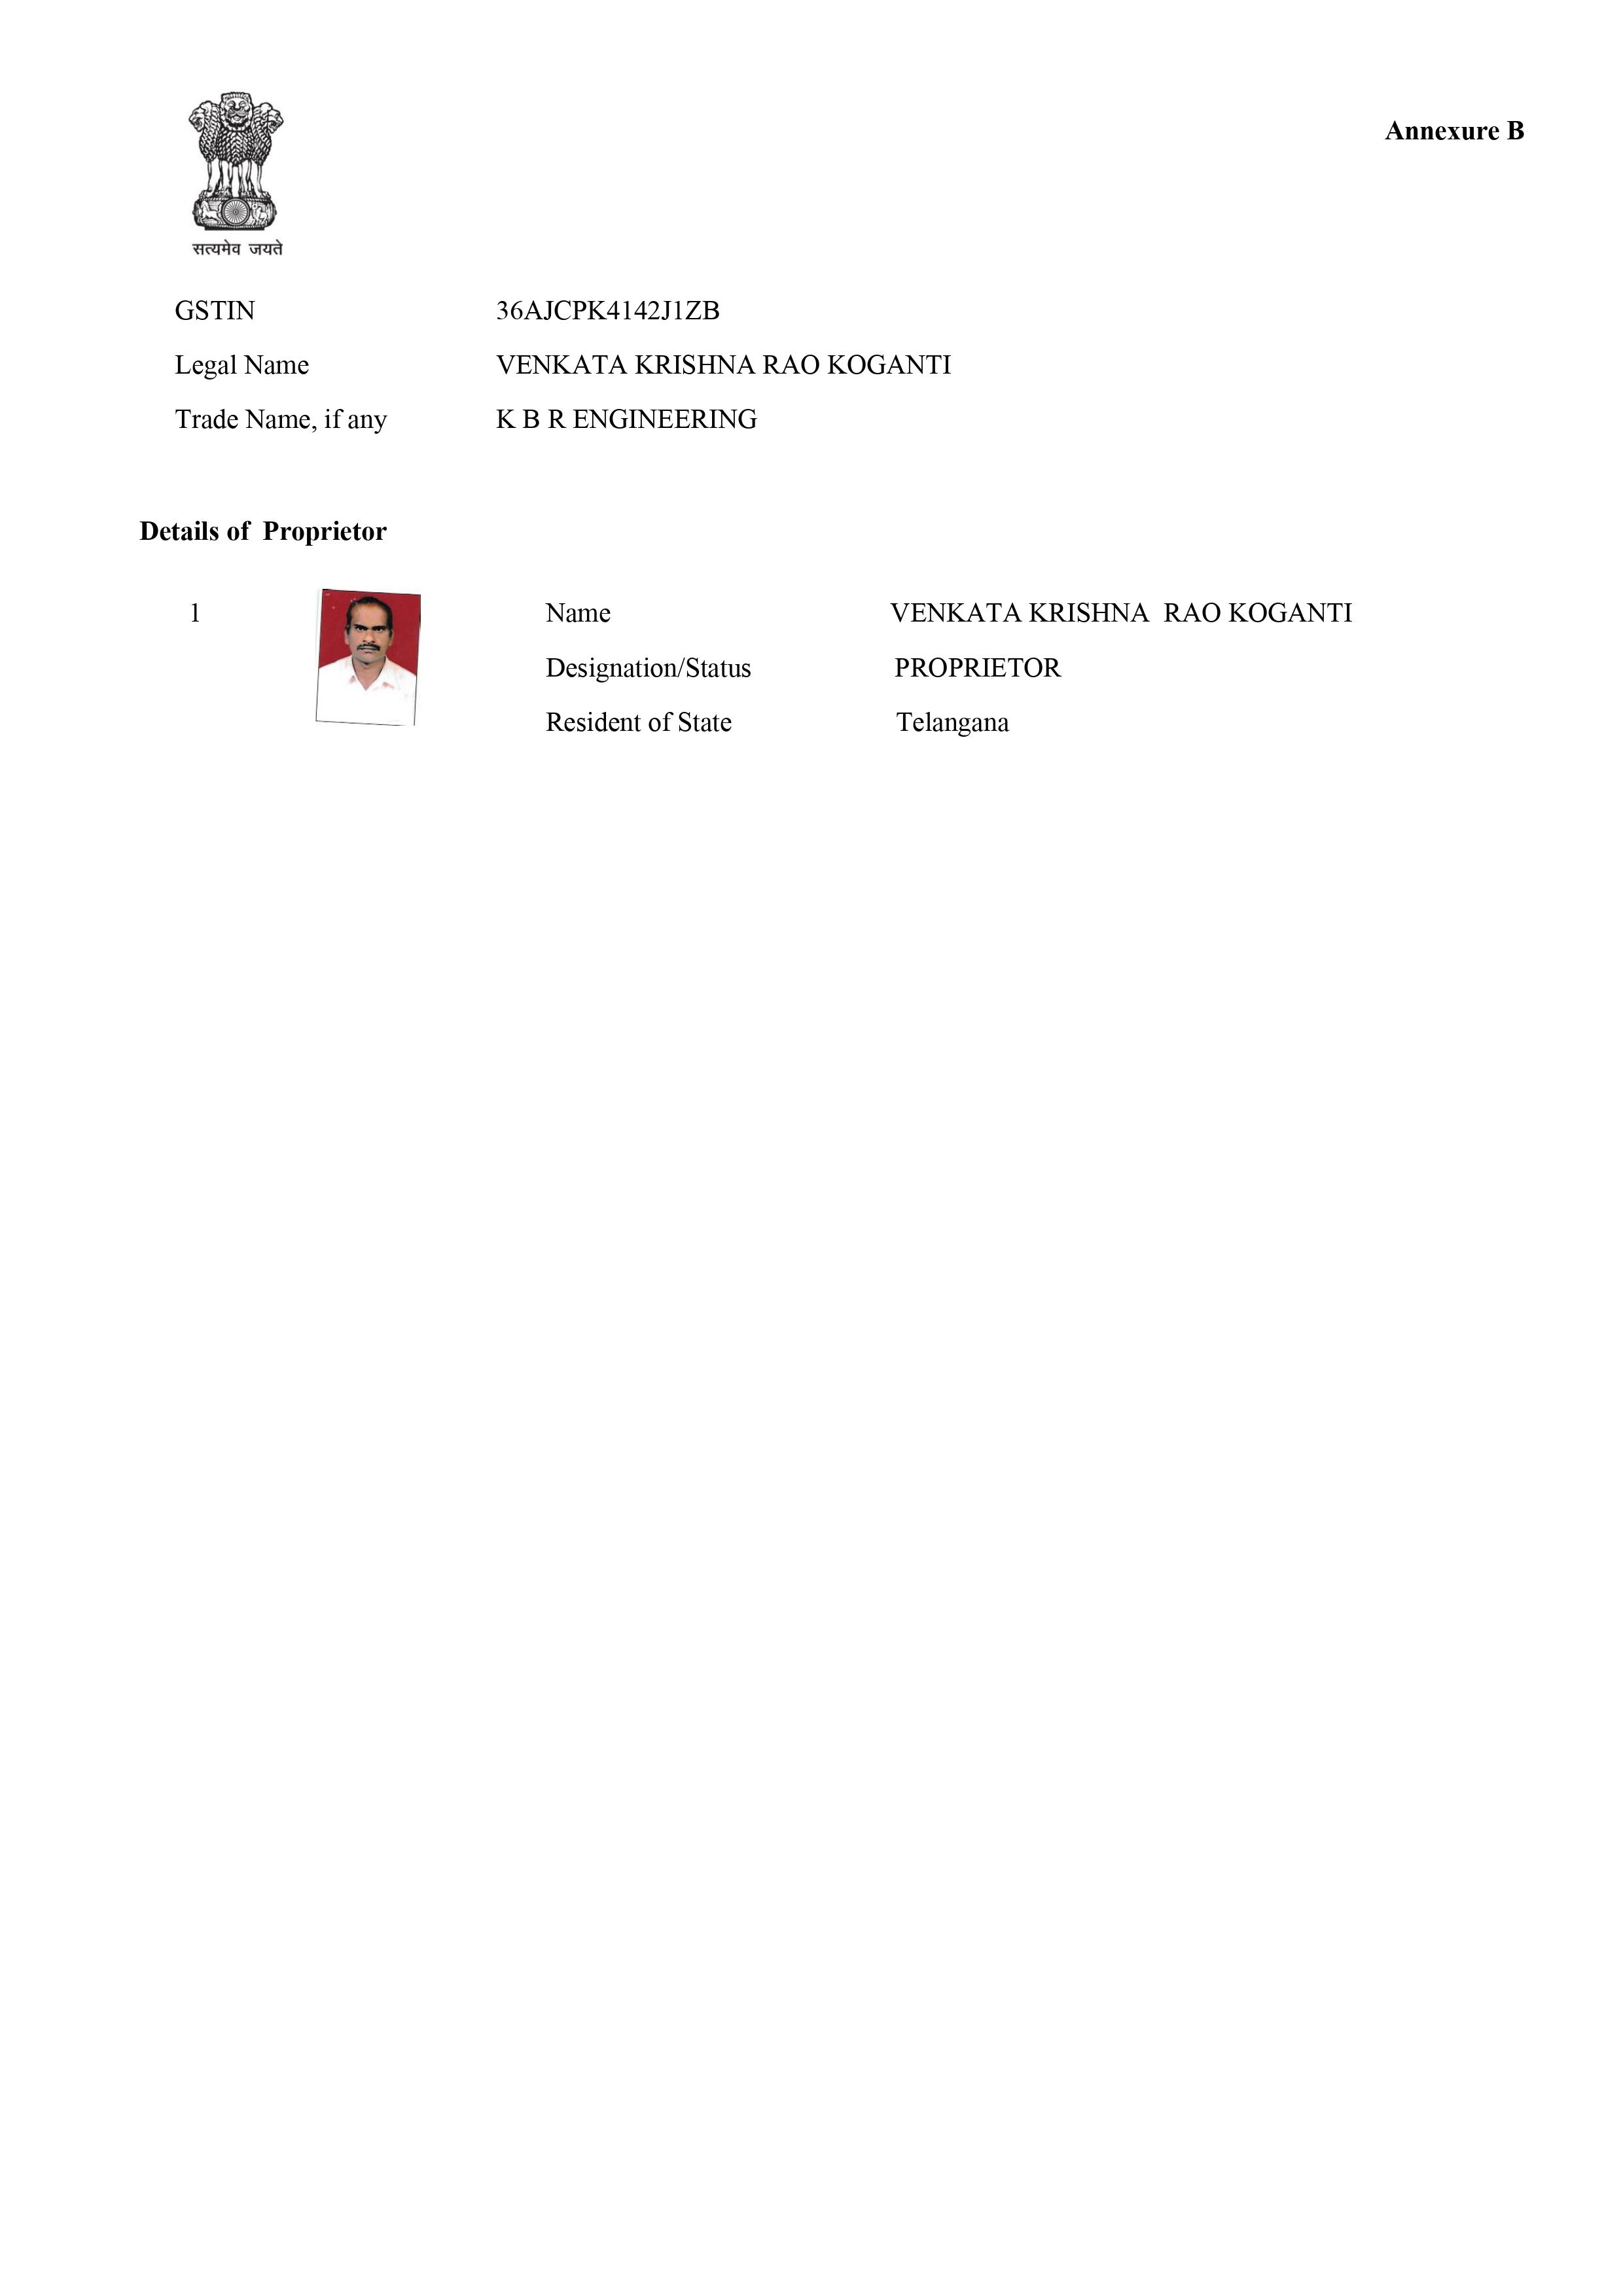 Annexure B
सत्यमेव जयते
GSTIN 36AJCPK4142J1ZB
Legal Name VENKATA KRISHNA RAO KOGANTI
Trade Name, if any K B R ENGINEERING
Details of Proprietor
1 Name VENKATA KRISHNA RAO KOGANTI
Designation/Status PROPRIETOR
Resident of State Telangana